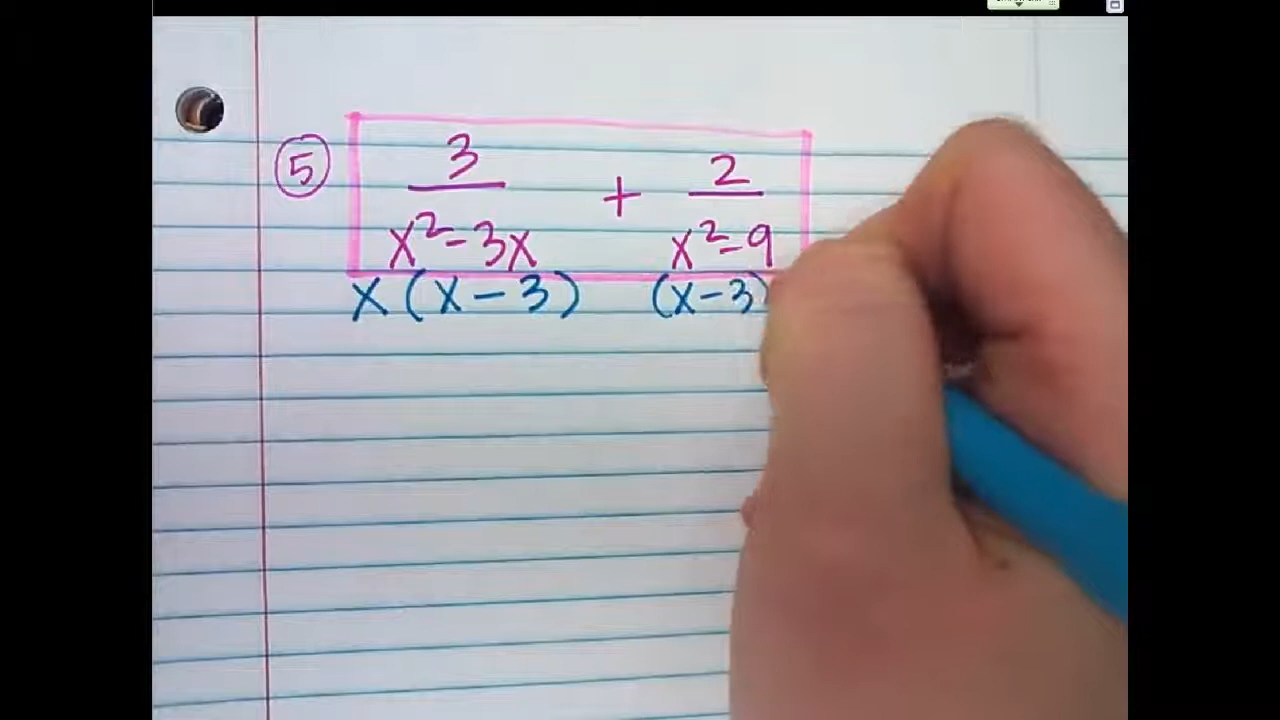 ⑤ 3 / x² - 3x + 2 / x² - 9
x(x - 3) (x - 3)